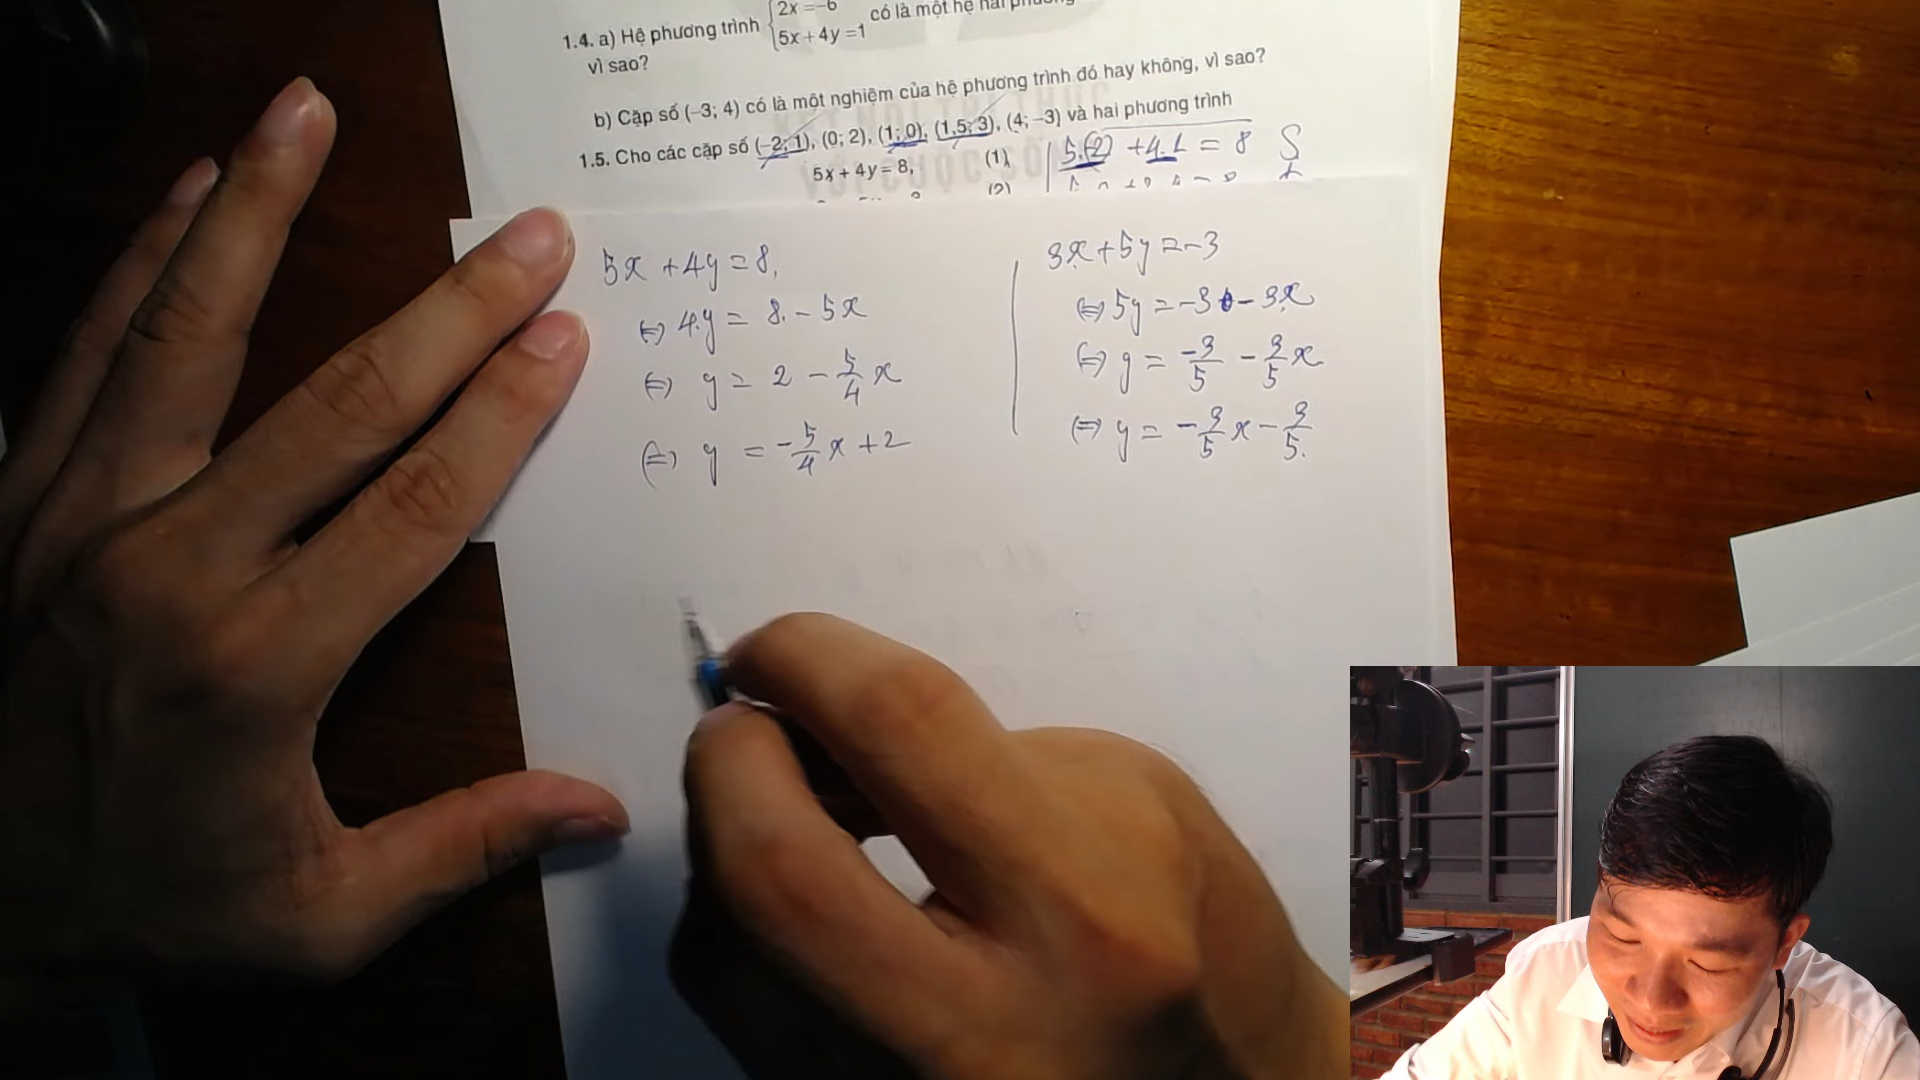 2x = –6
1.4. a) Hệ phương trình có là một hệ hai
5x + 4y = 1
vì sao?
b) Cặp số (–3; 4) có là một nghiệm của hệ phương trình đó hay không, vì sao?
1.5. Cho các cặp số (–2; 1), (0; 2), (1; 0), (1,5; 3), (4; –3) và hai phương trình
5x + 4y = 8, (1)
5.(-2) + 4.1 = 8 S
(2)
5x + 4y = 8,
⇔ 4.y = 8. - 5x
⇔ y = 2 - 5/4 x
⇔ y = -5/4 x + 2
3x + 5y = -3
⇔ 5y = -3 - 3x
⇔ y = -3/5 - 3/5 x
⇔ y = -3/5 x - 3/5.